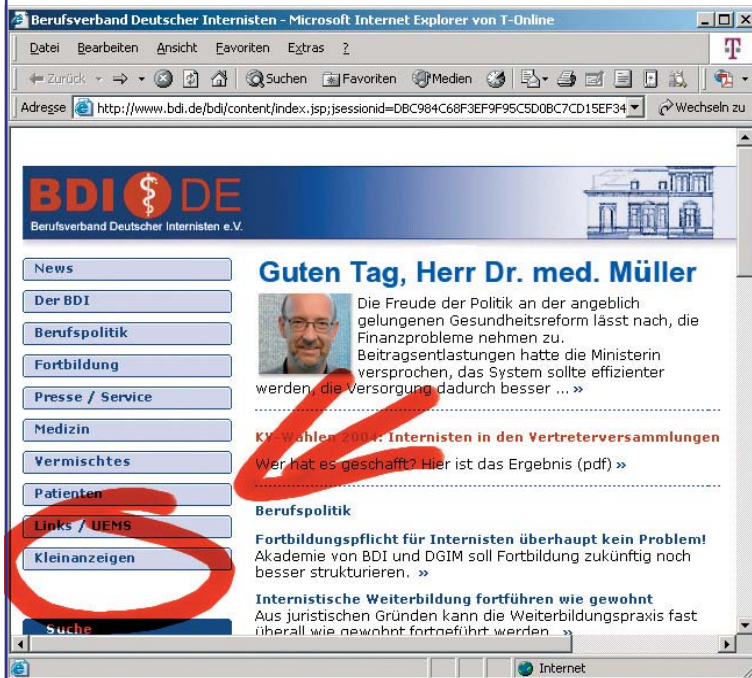 Berufsverband Deutscher Internisten - Microsoft Internet Explorer von T-Online
Datei Bearbeiten Ansicht Favoriten Extras ?
Zurück Suchen Favoriten Medien
Adresse http://www.bdi.de/bdi/content/index.jsp;jsessionid=DBC984C68F3EF9F95C5D0BC7CD15EF34 Wechseln zu
BDI DE
Berufsverband Deutscher Internisten e.V.
News
Der BDI
Berufspolitik
Fortbildung
Presse / Service
Medizin
Vermischtes
Patienten
Links / UEMS
Kleinanzeigen
Suche
Guten Tag, Herr Dr. med. Müller
Die Freude der Politik an der angeblich
gelungenen Gesundheitsreform lässt nach, die
Finanzprobleme nehmen zu.
Beitragsentlastungen hatte die Ministerin
versprochen, das System sollte effizienter
werden, die Versorgung dadurch besser ... »
KV-Wahlen 2004: Internisten in den Vertreterversammlungen
Wer hat es geschafft? Hier ist das Ergebnis (pdf) »
Berufspolitik
Fortbildungspflicht für Internisten überhaupt kein Problem!
Akademie von BDI und DGIM soll Fortbildung zukünftig noch
besser strukturieren. »
Internistische Weiterbildung fortführen wie gewohnt
Aus juristischen Gründen kann die Weiterbildungspraxis fast
überall wie gewohnt fortgeführt werden. »
Internet